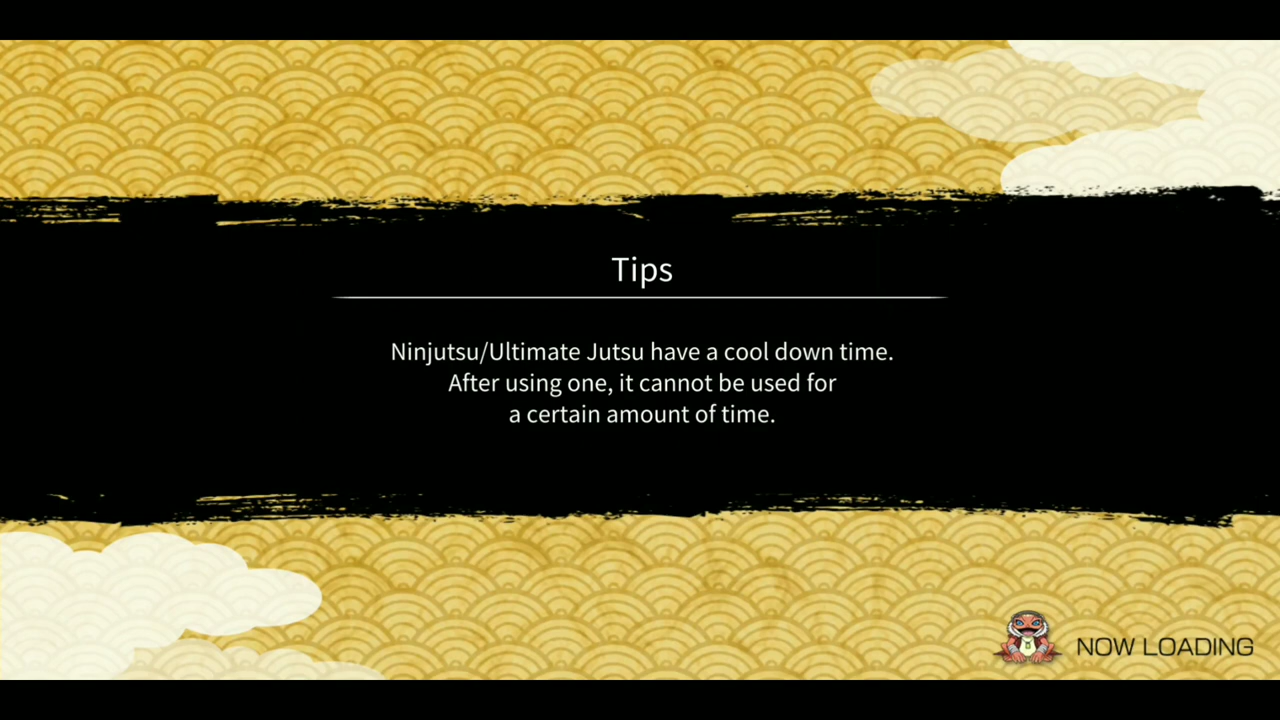 Tips
Ninjutsu/Ultimate Jutsu have a cool down time.
After using one, it cannot be used for
a certain amount of time.
NOW LOADING